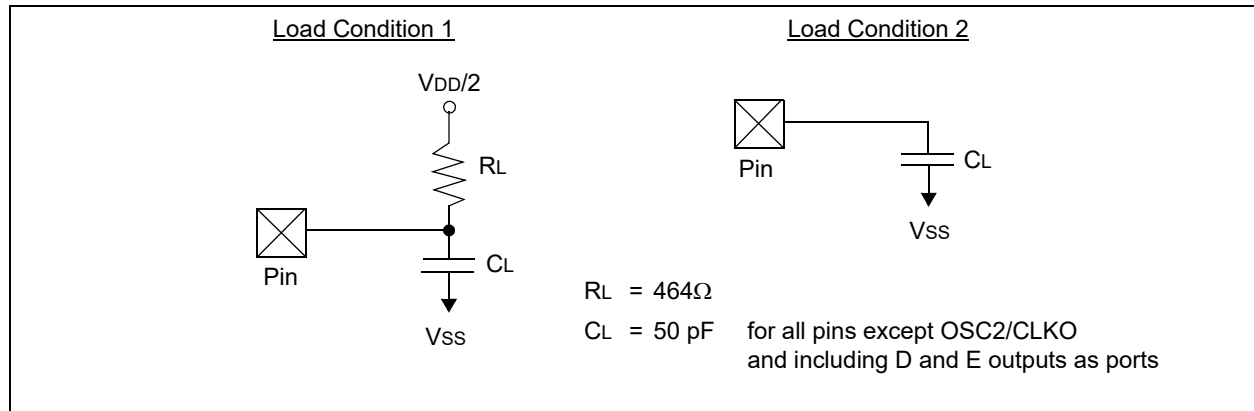 Load Condition 1
VDD/2
RL
Pin
CL
VSS
Load Condition 2
Pin
CL
VSS
RL = 464Ω
CL = 50 pF for all pins except OSC2/CLKO
and including D and E outputs as ports